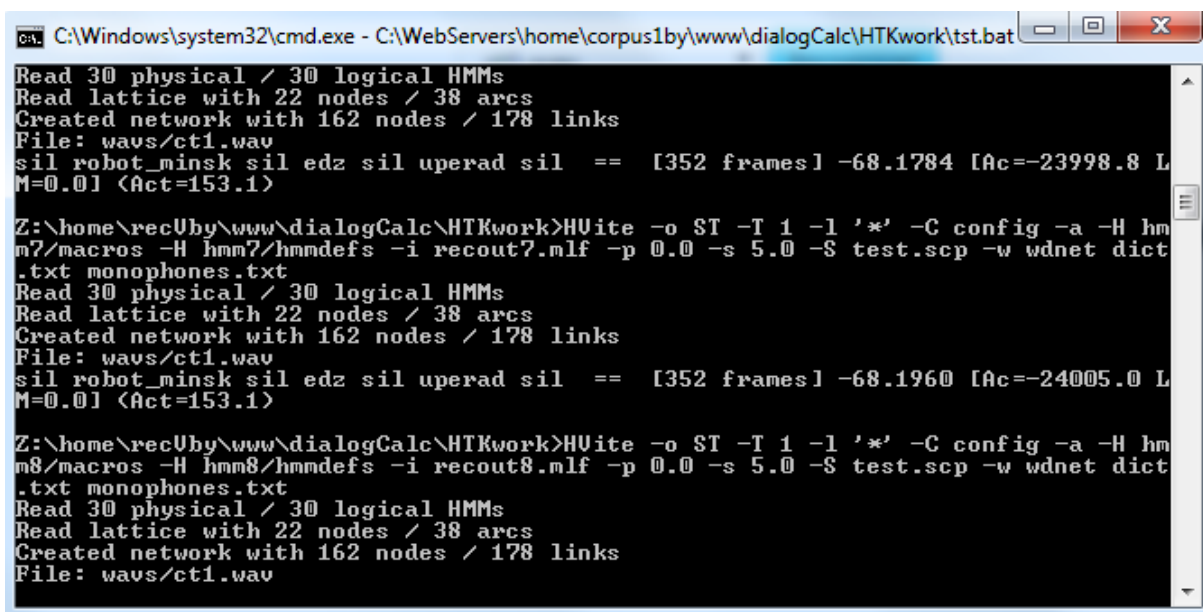 C:\Windows\system32\cmd.exe - C:\WebServers\home\corpus1by\www\dialogCalc\HTKwork\tst.bat
Read 30 physical / 30 logical HMMs
Read lattice with 22 nodes / 38 arcs
Created network with 162 nodes / 178 links
File: wavs/ct1.wav
sil robot_minsk sil edz sil uperad sil  ==  [352 frames] -68.1784 [Ac=-23998.8 L
M=0.0] (Act=153.1)
Z:\home\recVby\www\dialogCalc\HTKwork>HVite -o ST -T 1 -l '*' -C config -a -H hm
m7/macros -H hmm7/hmmdefs -i recout7.mlf -p 0.0 -s 5.0 -S test.scp -w wdnet dict
.txt monophones.txt
Read 30 physical / 30 logical HMMs
Read lattice with 22 nodes / 38 arcs
Created network with 162 nodes / 178 links
File: wavs/ct1.wav
sil robot_minsk sil edz sil uperad sil  ==  [352 frames] -68.1960 [Ac=-24005.0 L
M=0.0] (Act=153.1)
Z:\home\recVby\www\dialogCalc\HTKwork>HVite -o ST -T 1 -l '*' -C config -a -H hm
m8/macros -H hmm8/hmmdefs -i recout8.mlf -p 0.0 -s 5.0 -S test.scp -w wdnet dict
.txt monophones.txt
Read 30 physical / 30 logical HMMs
Read lattice with 22 nodes / 38 arcs
Created network with 162 nodes / 178 links
File: wavs/ct1.wav